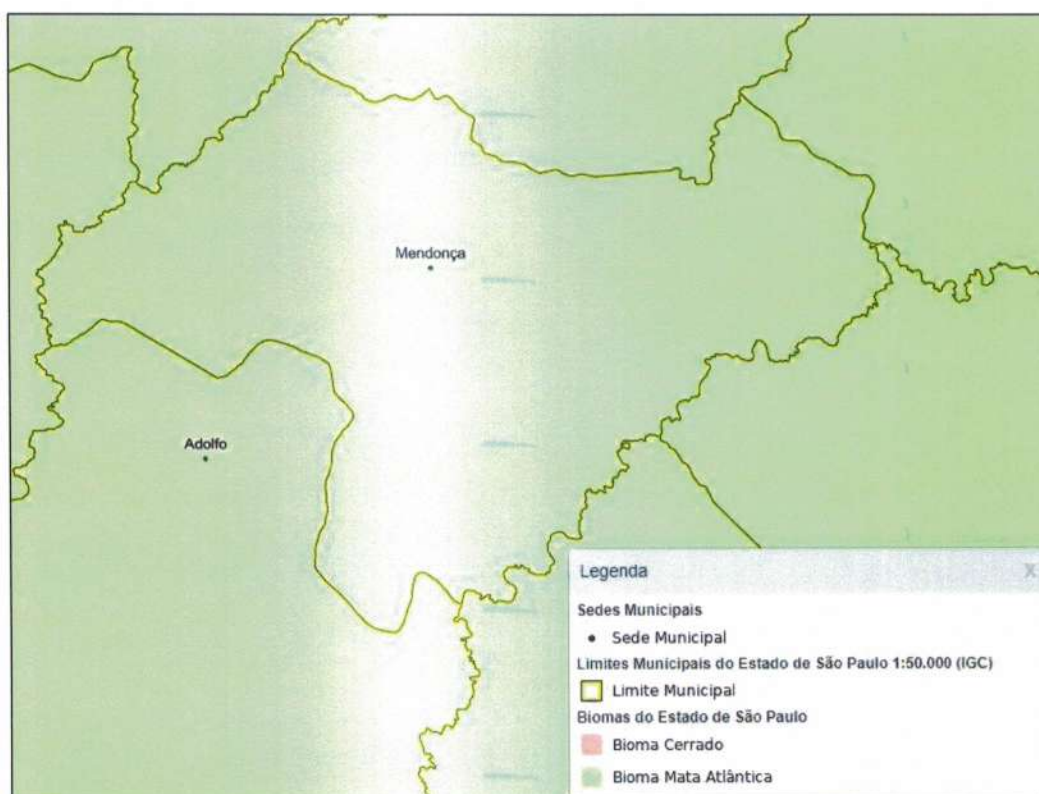 Mendonça
Adolfo
Legenda
X
Sedes Municipais
Sede Municipal
Limites Municipais do Estado de São Paulo 1:50.000 (IGC)
Limite Municipal
Biomas do Estado de São Paulo
Bioma Cerrado
Bioma Mata Atlântica